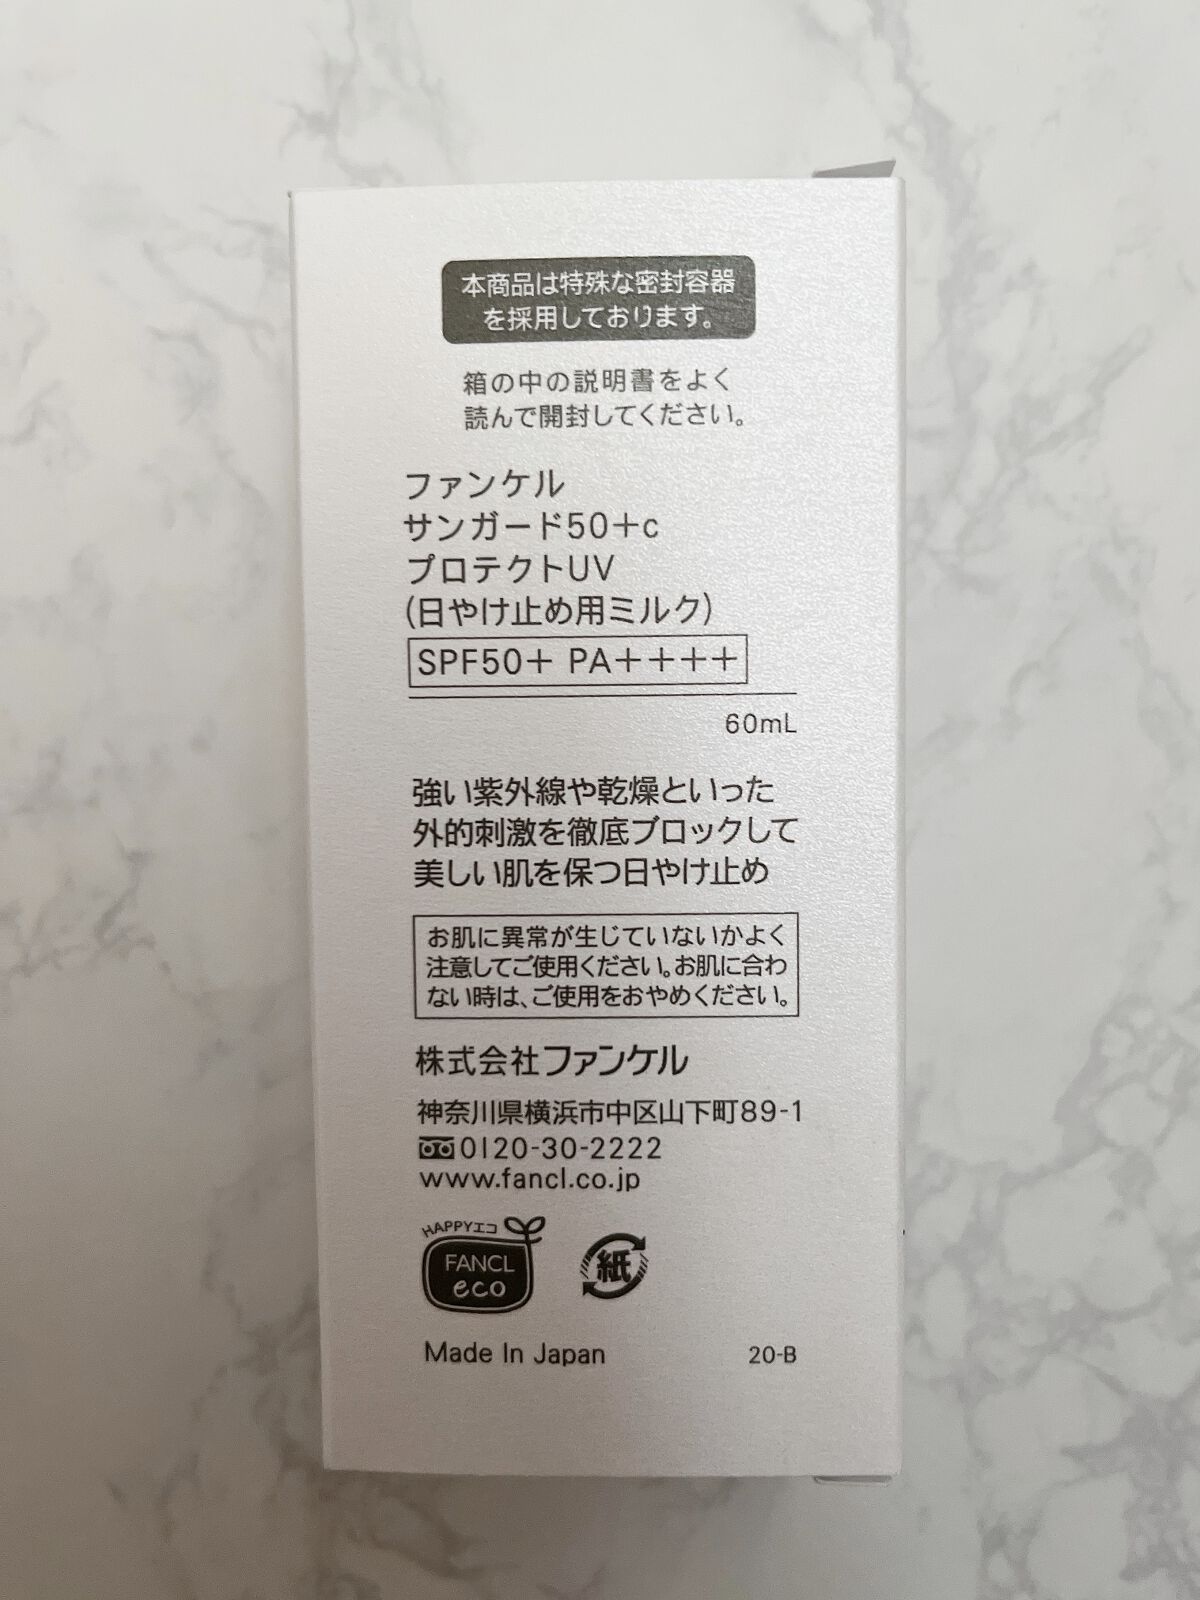 本商品は特殊な密封容器
を採用しております。
箱の中の説明書をよく
読んで開封してください。
ファンケル
サンガード50+c
プロテクトUV
(日やけ止め用ミルク)
SPF50+ PA++++
60mL
強い紫外線や乾燥といった
外的刺激を徹底ブロックして
美しい肌を保つ日やけ止め
お肌に異常が生じていないかよく
注意してご使用ください。お肌に合わ
ない時は、ご使用をおやめください。
株式会社ファンケル
神奈川県横浜市中区山下町89-1
0120-30-2222
www.fancl.co.jp
HAPPYエコ
FANCL
eco
紙
Made In Japan
20-B